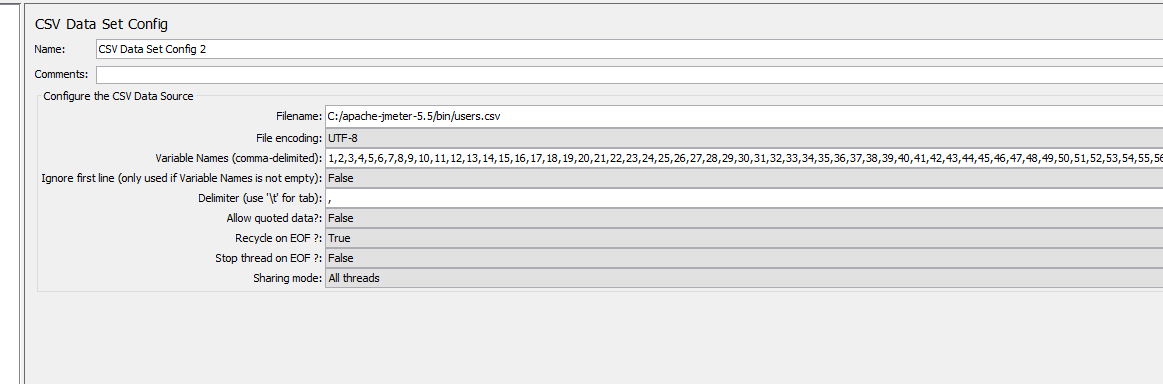 CSV Data Set Config
Name: CSV Data Set Config 2
Comments:
Configure the CSV Data Source
Filename: C:/apache-jmeter-5.5/bin/users.csv
File encoding: UTF-8
Variable Names (comma-delimited): 1,2,3,4,5,6,7,8,9,10,11,12,13,14,15,16,17,18,19,20,21,22,23,24,25,26,27,28,29,30,31,32,33,34,35,36,37,38,39,40,41,42,43,44,45,46,47,48,49,50,51,52,53,54,55,56
Ignore first line (only used if Variable Names is not empty): False
Delimiter (use '\t' for tab): ,
Allow quoted data?: False
Recycle on EOF ?: True
Stop thread on EOF ?: False
Sharing mode: All threads